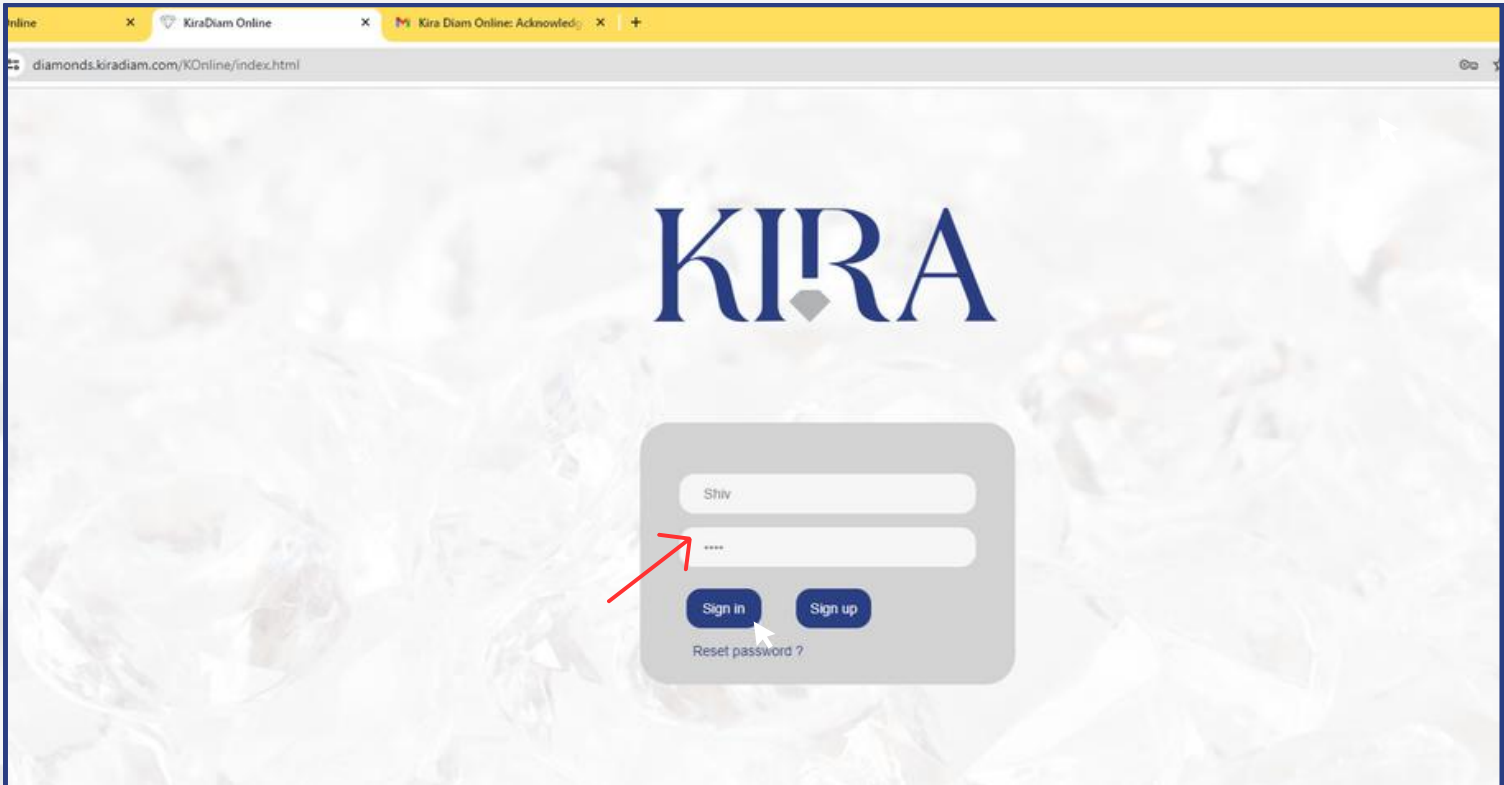 nline
KiraDiam Online
Kira Diam Online: Acknowledg
diamonds.kiradiam.com/KOnline/index.html
KIRA
Shiv
••••
Sign in Sign up
Reset password ?